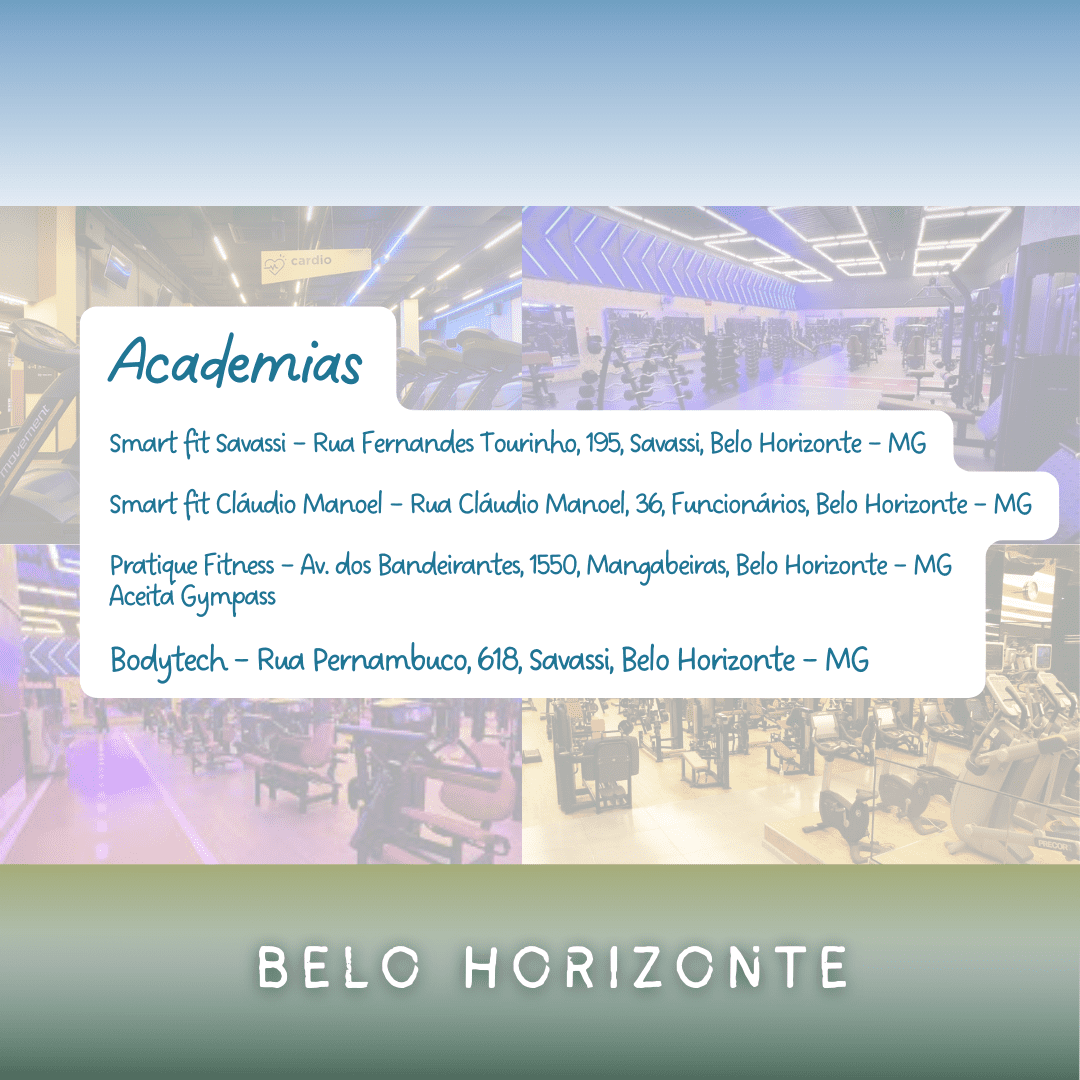 cardio
Academias
Smart fit Savassi – Rua Fernandes Tourinho, 195, Savassi, Belo Horizonte – MG
Smart fit Cláudio Manoel – Rua Cláudio Manoel, 36, Funcionários, Belo Horizonte – MG
movement
Pratique Fitness – Av. dos Bandeirantes, 1550, Mangabeiras, Belo Horizonte – MG
Aceita Gympass
Bodytech – Rua Pernambuco, 618, Savassi, Belo Horizonte – MG
PRECOR
BELO HORIZONTE